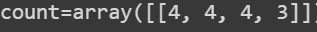 count=array([[4, 4, 4, 3]])